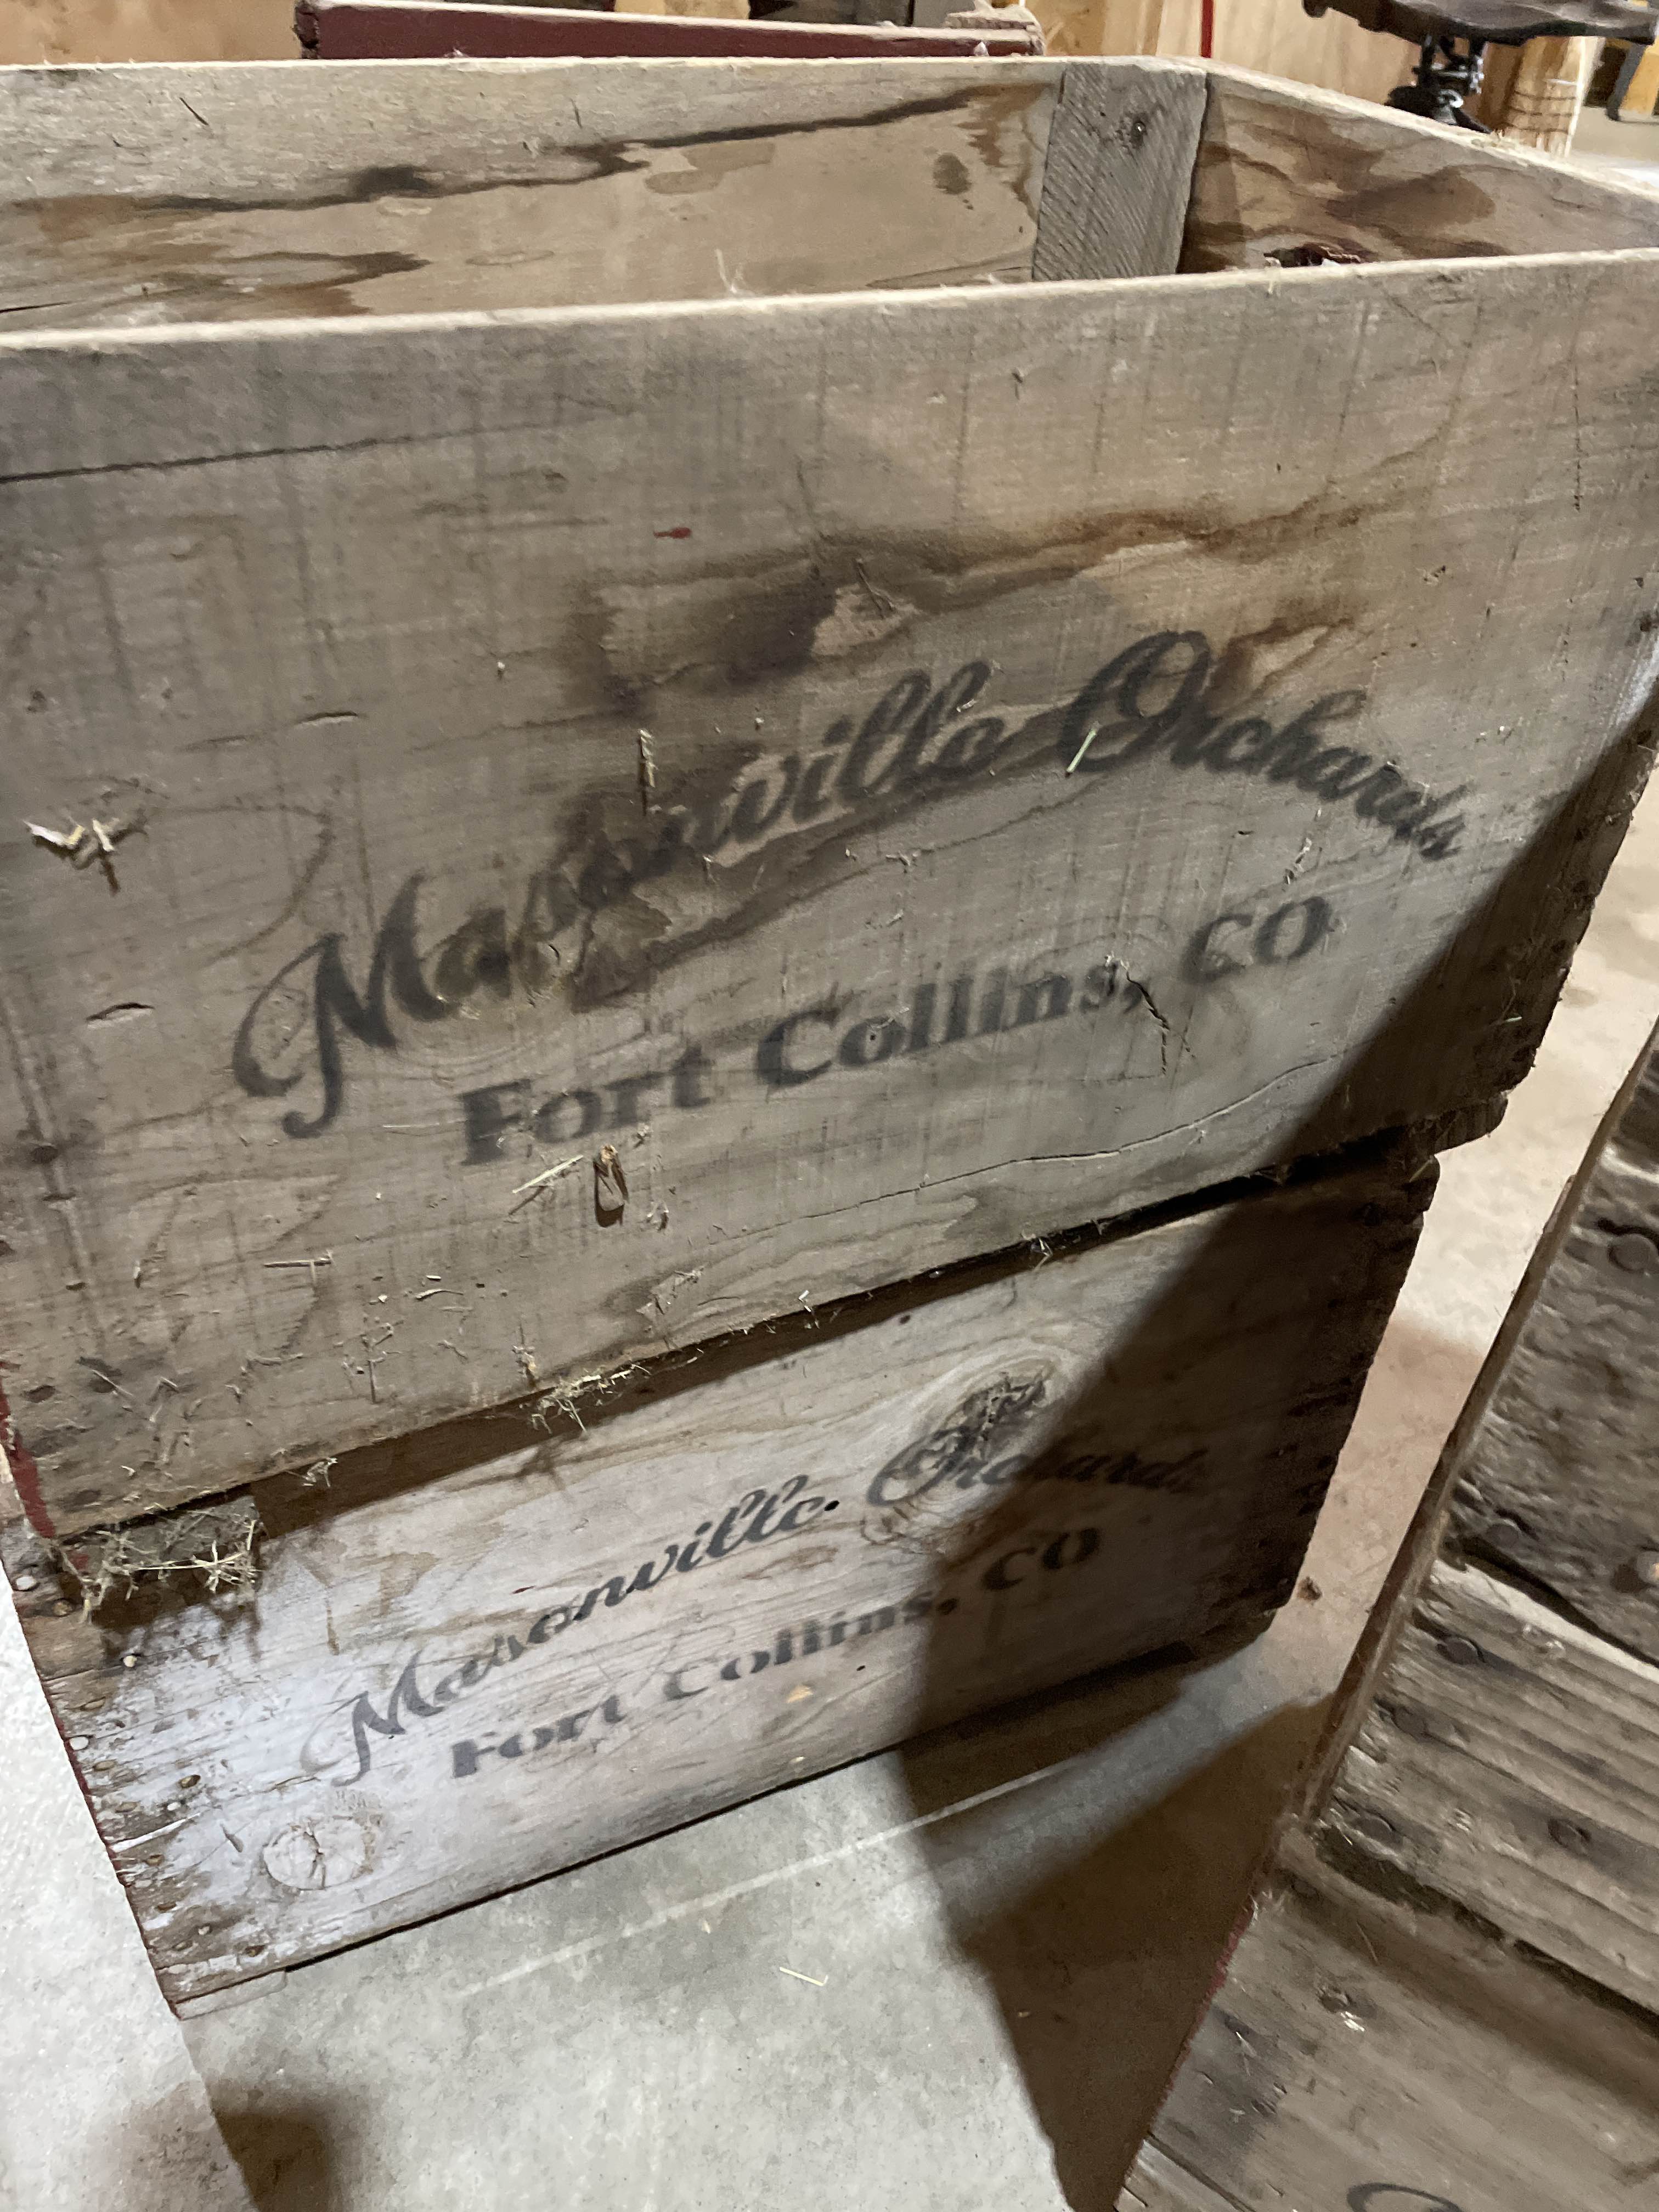 Masonville Orchards
Fort Collins, CO
Masonville Orchards
Fort Collins, CO